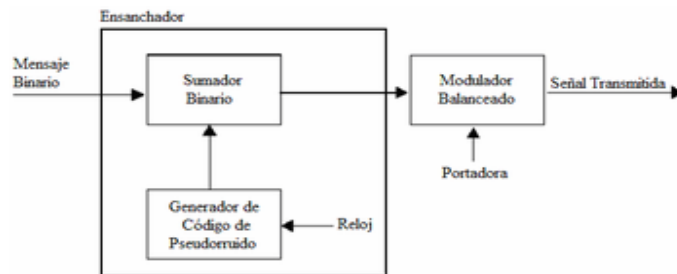 Ensanchador
Mensaje
Binario
Sumador
Binario
Modulador
Balanceado
Señal Transmitida
Portadora
Generador de
Código de
Pseudorruido
Reloj